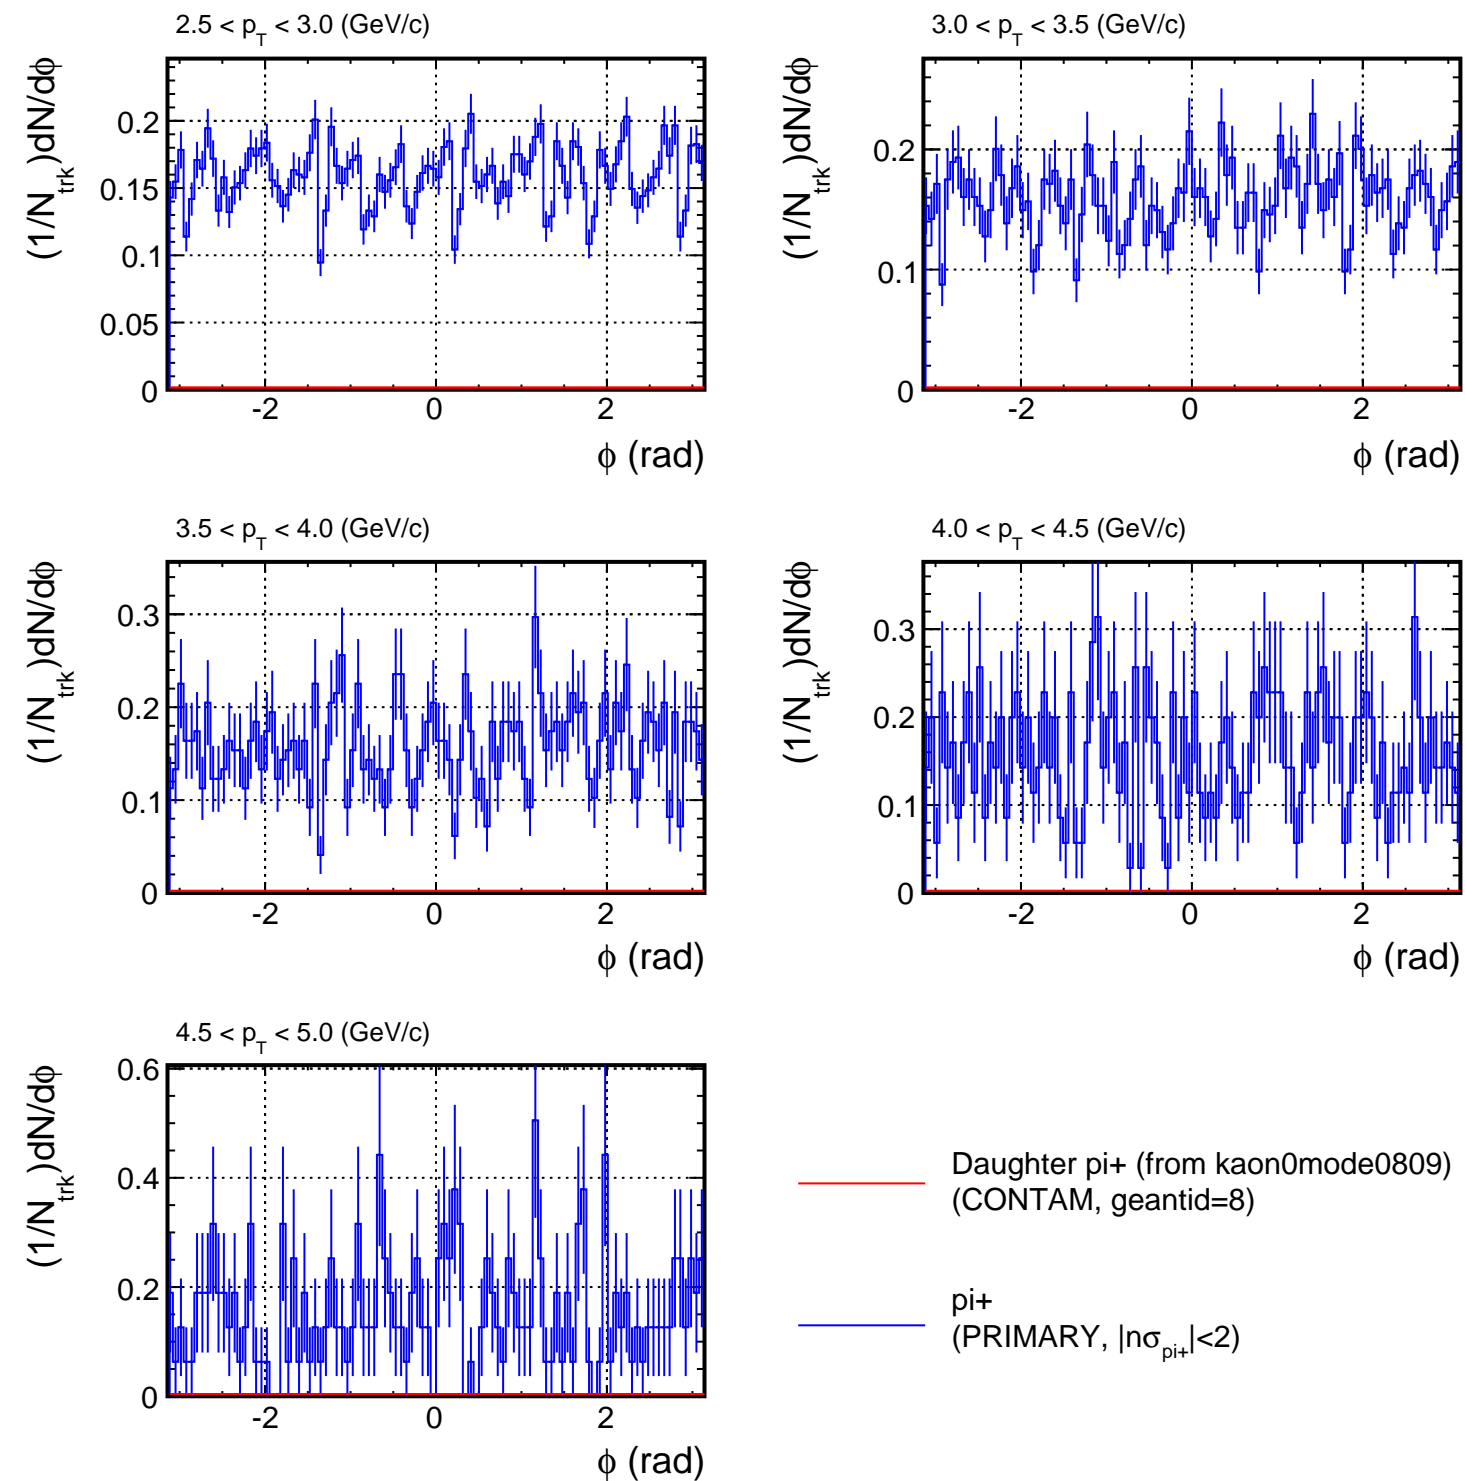 2.5 < p_T < 3.0 (GeV/c)
(1/N_trk)dN/dϕ
0.2
0.15
0.1
0.05
0
-2 0 2
ϕ (rad)
3.0 < p_T < 3.5 (GeV/c)
(1/N_trk)dN/dϕ
0.2
0.1
0
-2 0 2
ϕ (rad)
3.5 < p_T < 4.0 (GeV/c)
(1/N_trk)dN/dϕ
0.3
0.2
0.1
0
-2 0 2
ϕ (rad)
4.0 < p_T < 4.5 (GeV/c)
(1/N_trk)dN/dϕ
0.3
0.2
0.1
0
-2 0 2
ϕ (rad)
4.5 < p_T < 5.0 (GeV/c)
(1/N_trk)dN/dϕ
0.6
0.4
0.2
0
-2 0 2
ϕ (rad)
Daughter pi+ (from kaon0mode0809)
(CONTAM, geantid=8)
pi+
(PRIMARY, |nσ_pi+|<2)